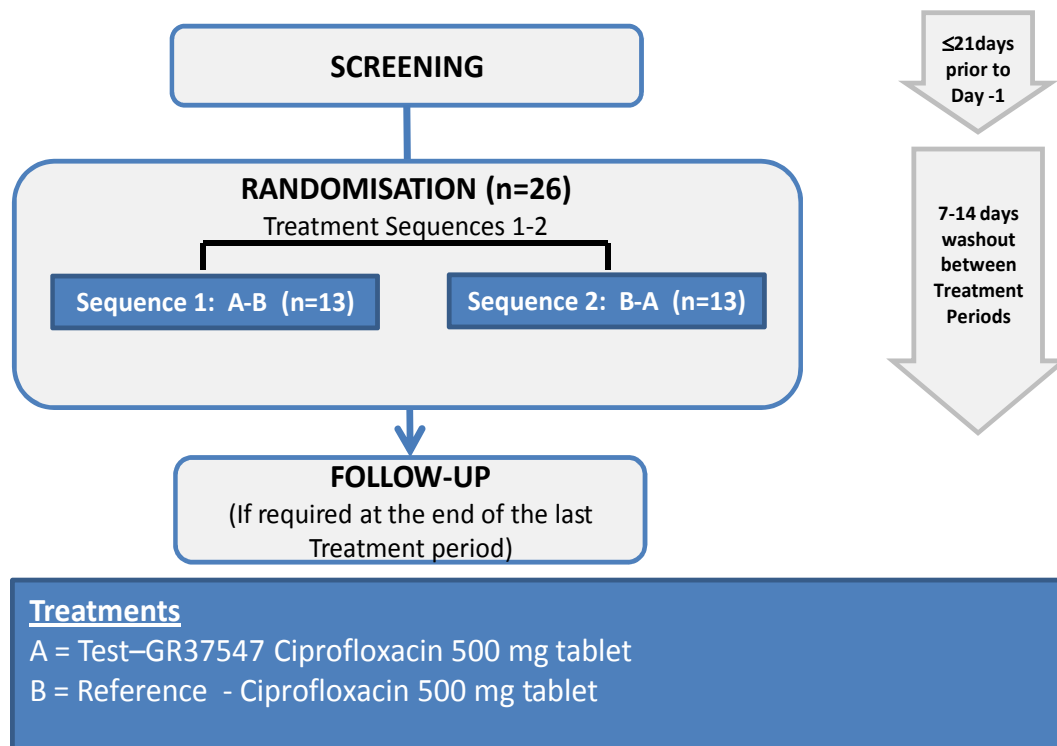 SCREENING
≤21days
prior to
Day -1
RANDOMISATION (n=26)
Treatment Sequences 1-2
Sequence 1:  A-B  (n=13)
Sequence 2:  B-A  (n=13)
7-14 days
washout
between
Treatment
Periods
FOLLOW-UP
(If required at the end of the last
Treatment period)
Treatments
A = Test–GR37547 Ciprofloxacin 500 mg tablet
B = Reference  - Ciprofloxacin 500 mg tablet